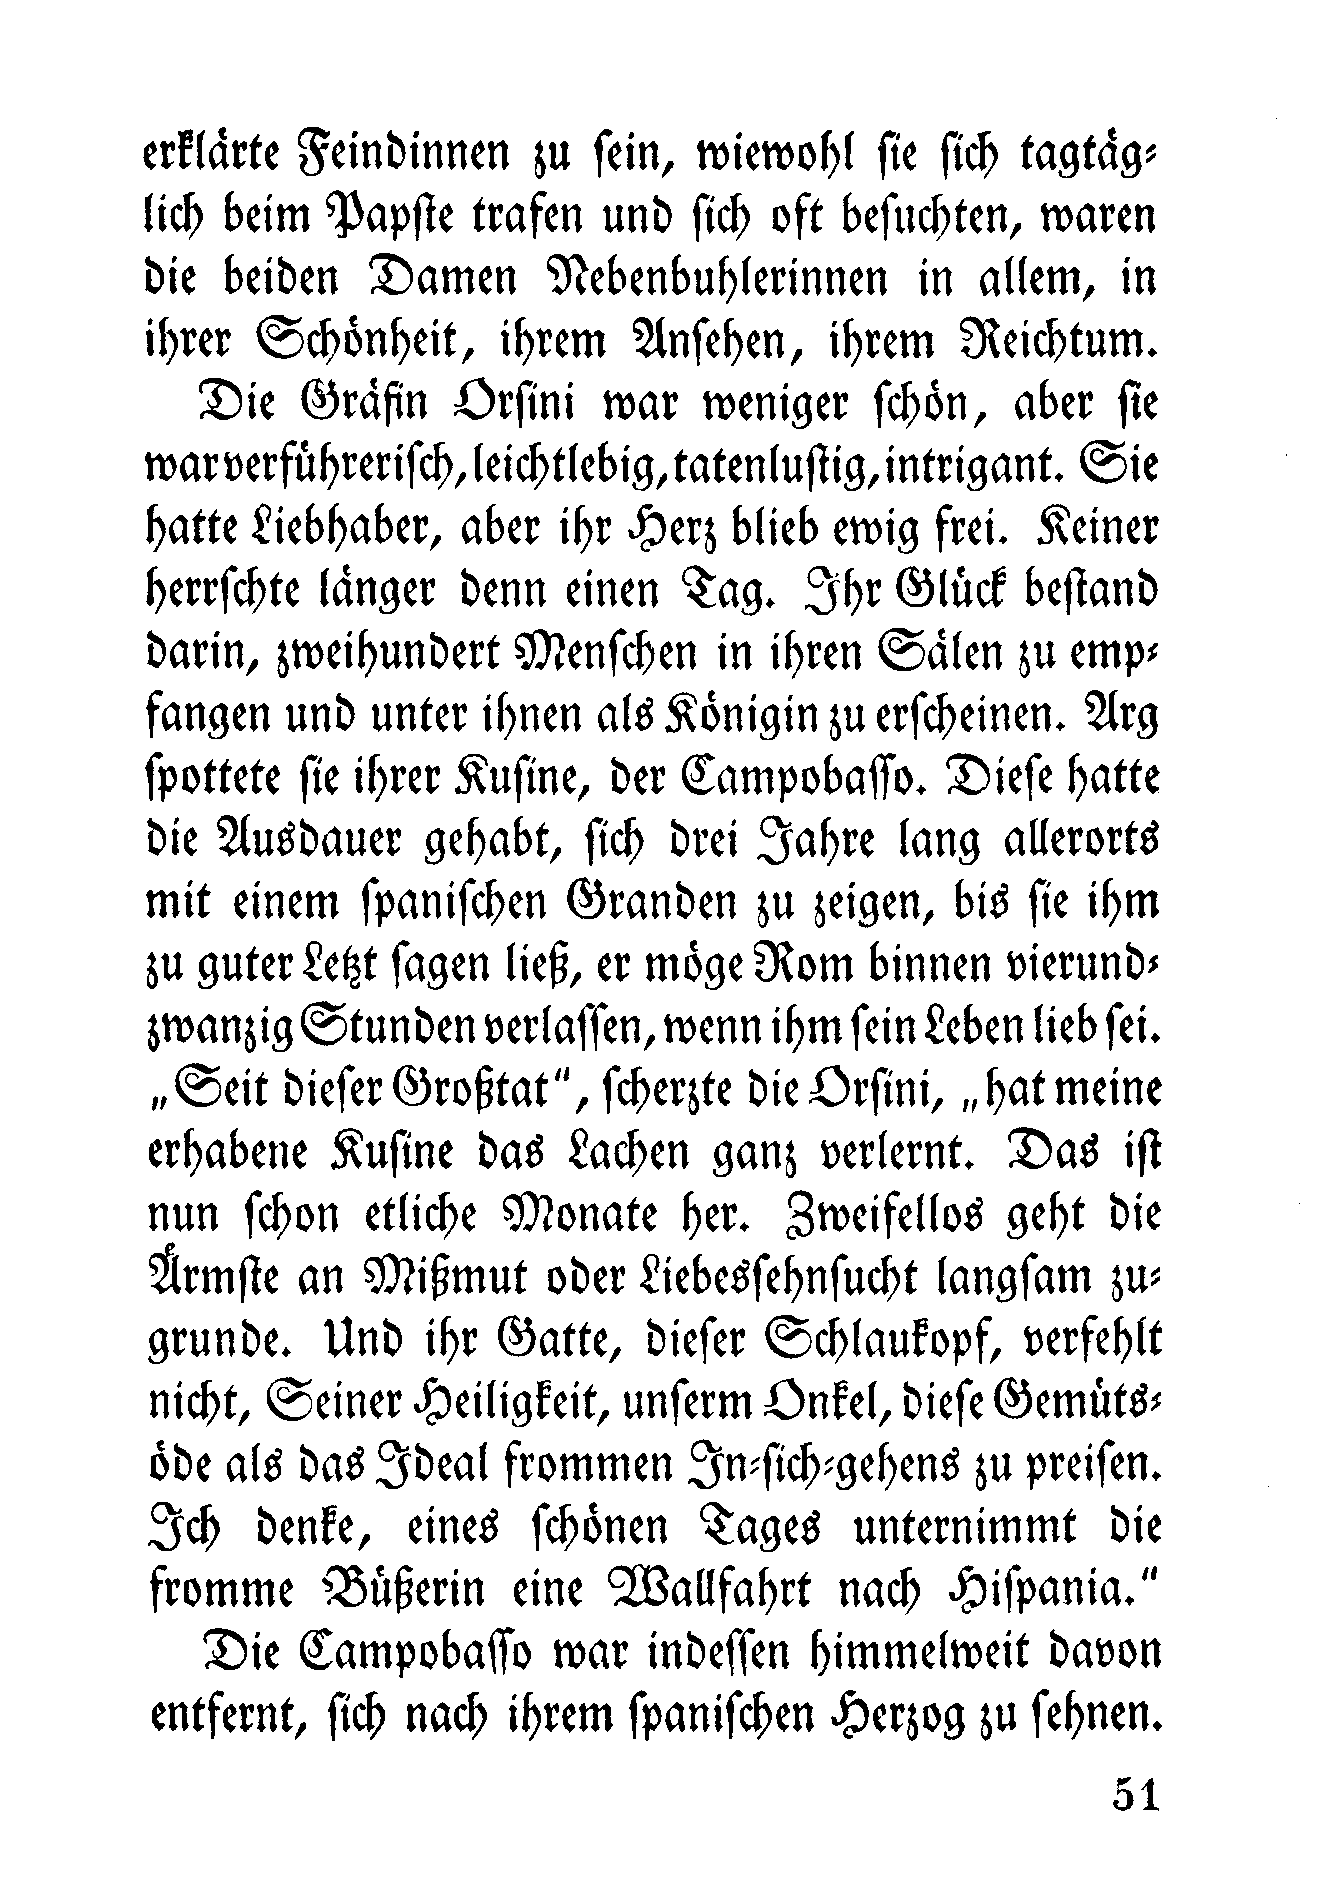 erklärte Feindinnen zu sein, wiewohl sie sich tagtäg-
lich beim Papste trafen und sich oft besuchten, waren
die beiden Damen Nebenbuhlerinnen in allem, in
ihrer Schönheit, ihrem Ansehen, ihrem Reichtum.
Die Gräfin Orsini war weniger schön, aber sie
war verführerisch, leichtlebig, tatenlustig, intrigant. Sie
hatte Liebhaber, aber ihr Herz blieb ewig frei. Keiner
herrschte länger denn einen Tag. Ihr Glück bestand
darin, zweihundert Menschen in ihren Sälen zu emp-
fangen und unter ihnen als Königin zu erscheinen. Arg
spottete sie ihrer Kusine, der Campobasso. Diese hatte
die Ausdauer gehabt, sich drei Jahre lang allerorts
mit einem spanischen Granden zu zeigen, bis sie ihm
zu guter Letzt sagen ließ, er möge Rom binnen vierund-
zwanzig Stunden verlassen, wenn ihm sein Leben lieb sei.
„Seit dieser Großtat“, scherzte die Orsini, „hat meine
erhabene Kusine das Lachen ganz verlernt. Das ist
nun schon etliche Monate her. Zweifellos geht die
Ärmste an Mißmut oder Liebessehnsucht langsam zu-
grunde. Und ihr Gatte, dieser Schlaukopf, verfehlt
nicht, Seiner Heiligkeit, unserm Onkel, diese Gemüts-
öde als das Ideal frommen In-sich-gehens zu preisen.
Ich denke, eines schönen Tages unternimmt die
fromme Büßerin eine Wallfahrt nach Hispania.“
Die Campobasso war indessen himmelweit davon
entfernt, sich nach ihrem spanischen Herzog zu sehnen.
51